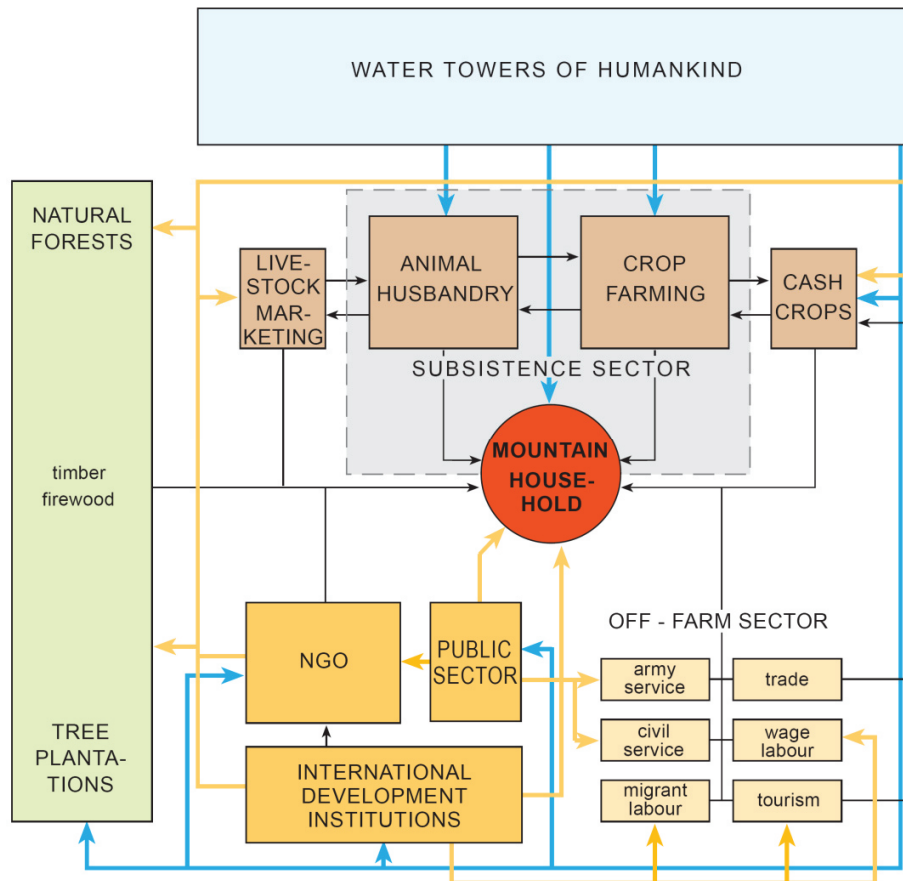 WATER TOWERS OF HUMANKIND
NATURAL
FORESTS
LIVE-
STOCK
MAR-
KETING
ANIMAL
HUSBANDRY
CROP
FARMING
CASH
CROPS
SUBSISTENCE SECTOR
MOUNTAIN
HOUSE-
HOLD
timber
firewood
NGO
PUBLIC
SECTOR
OFF - FARM SECTOR
army
service
trade
civil
service
wage
labour
migrant
labour
tourism
TREE
PLANTA-
TIONS
INTERNATIONAL
DEVELOPMENT
INSTITUTIONS